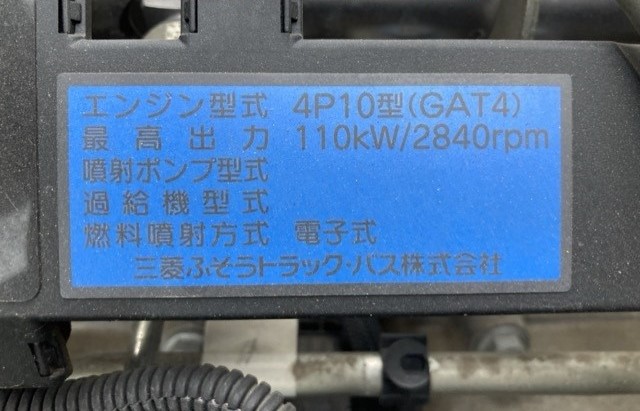 エンジン型式 4P10型(GAT4)
最高出力 110kW/2840rpm
噴射ポンプ型式
過給機型式
燃料噴射方式 電子式
三菱ふそうトラック・バス株式会社